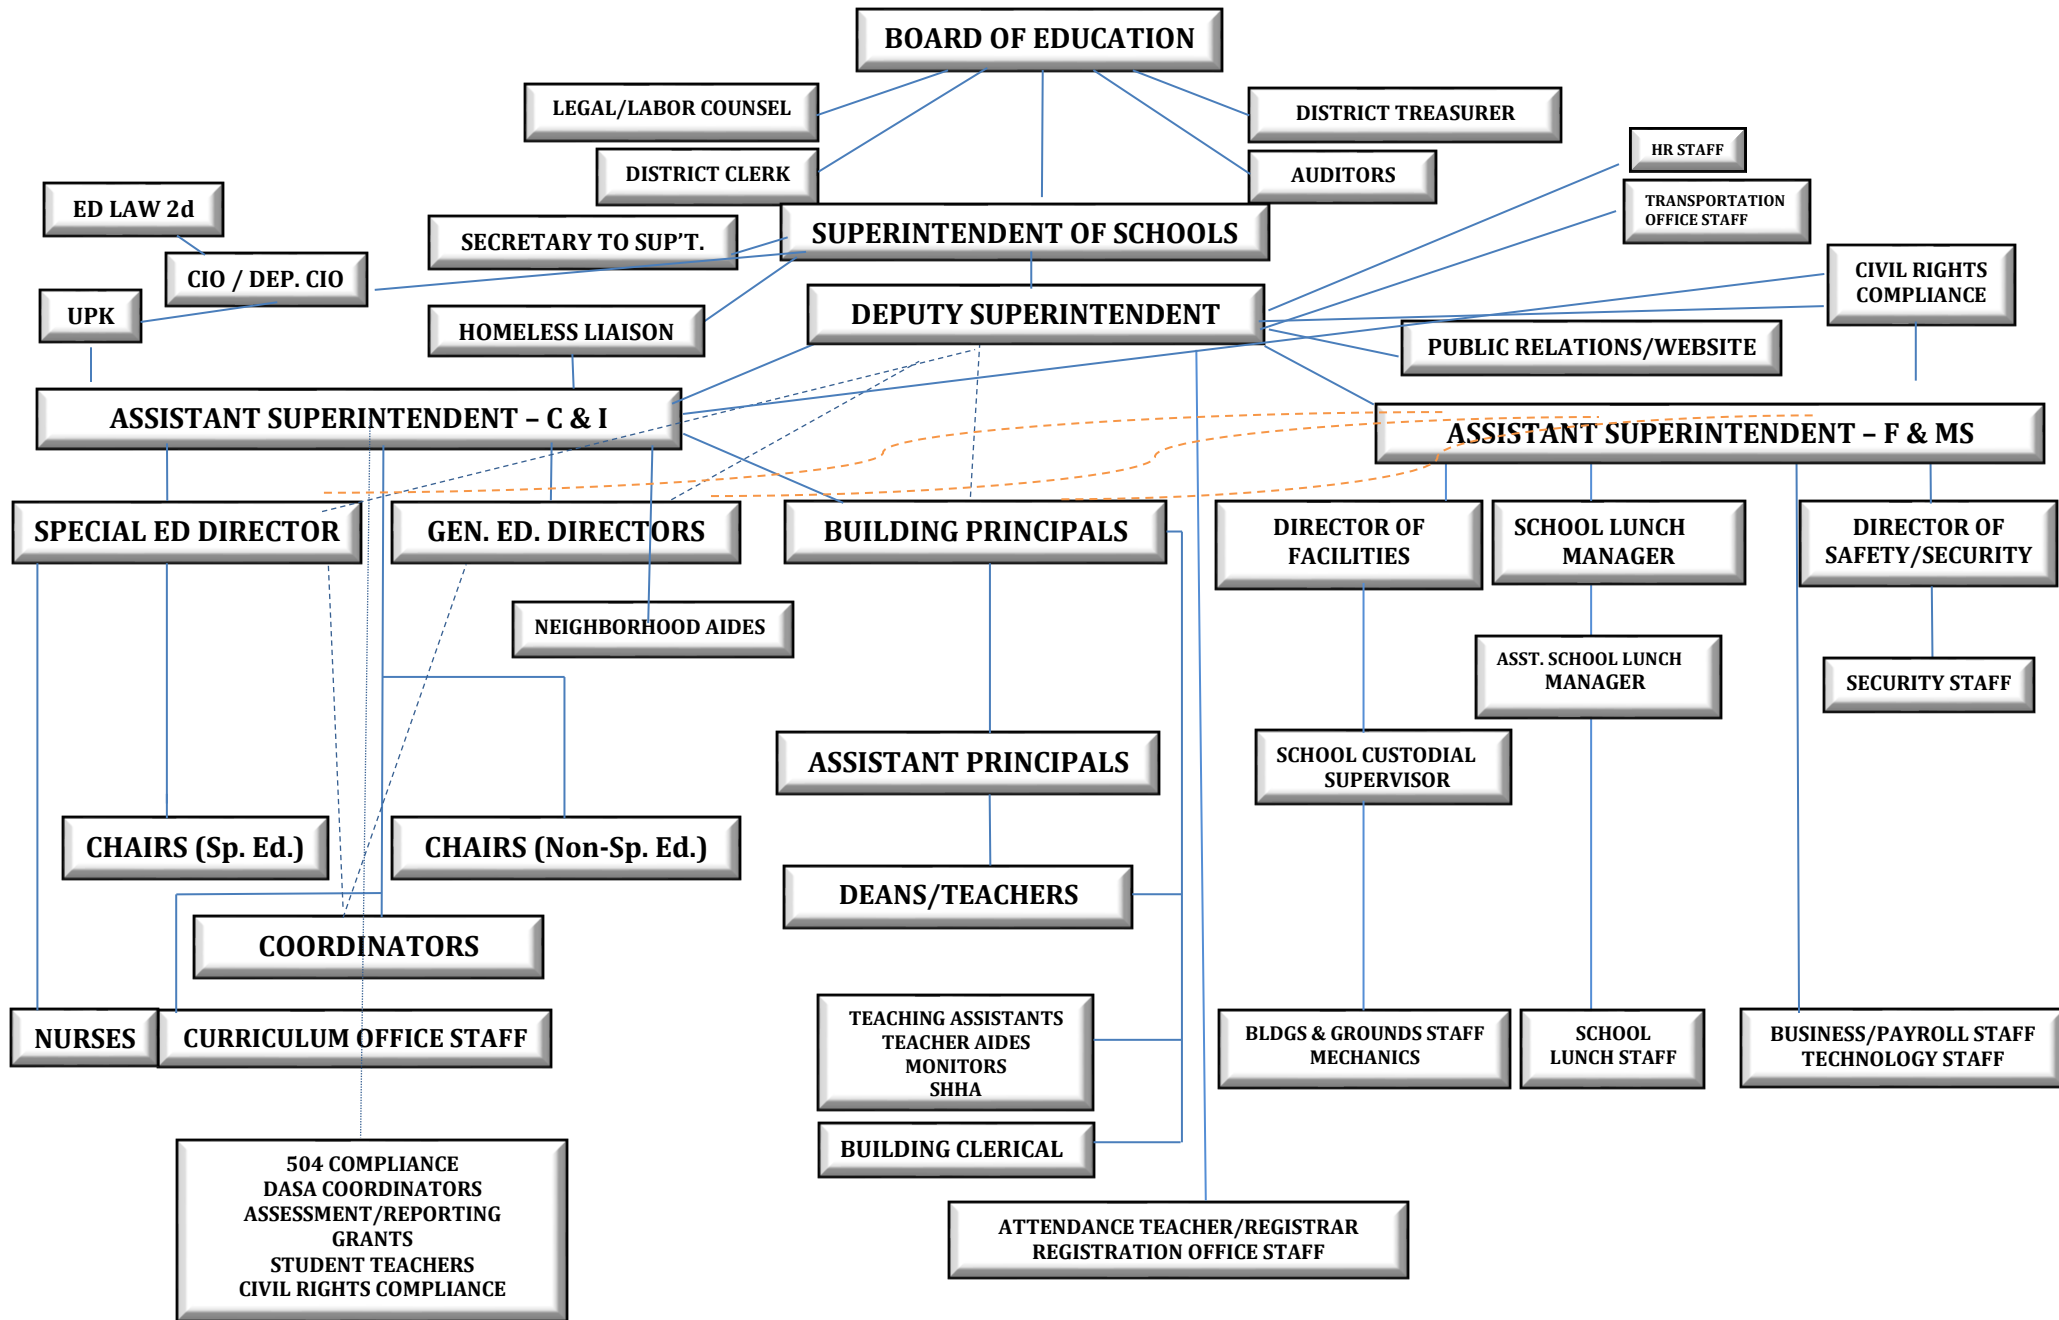 BOARD OF EDUCATION
LEGAL/LABOR COUNSEL
DISTRICT TREASURER
HR STAFF
DISTRICT CLERK
AUDITORS
ED LAW 2d
TRANSPORTATION
OFFICE STAFF
SECRETARY TO SUP'T.
SUPERINTENDENT OF SCHOOLS
CIO / DEP. CIO
CIVIL RIGHTS
COMPLIANCE
UPK
HOMELESS LIAISON
DEPUTY SUPERINTENDENT
PUBLIC RELATIONS/WEBSITE
ASSISTANT SUPERINTENDENT – C & I
ASSISTANT SUPERINTENDENT – F & MS
SPECIAL ED DIRECTOR
GEN. ED. DIRECTORS
BUILDING PRINCIPALS
DIRECTOR OF
FACILITIES
SCHOOL LUNCH
MANAGER
DIRECTOR OF
SAFETY/SECURITY
NEIGHBORHOOD AIDES
ASST. SCHOOL LUNCH
MANAGER
SECURITY STAFF
ASSISTANT PRINCIPALS
SCHOOL CUSTODIAL
SUPERVISOR
CHAIRS (Sp. Ed.)
CHAIRS (Non-Sp. Ed.)
DEANS/TEACHERS
COORDINATORS
NURSES
CURRICULUM OFFICE STAFF
TEACHING ASSISTANTS
TEACHER AIDES
MONITORS
SHHA
BLDGS & GROUNDS STAFF
MECHANICS
SCHOOL
LUNCH STAFF
BUSINESS/PAYROLL STAFF
TECHNOLOGY STAFF
BUILDING CLERICAL
504 COMPLIANCE
DASA COORDINATORS
ASSESSMENT/REPORTING
GRANTS
STUDENT TEACHERS
CIVIL RIGHTS COMPLIANCE
ATTENDANCE TEACHER/REGISTRAR
REGISTRATION OFFICE STAFF